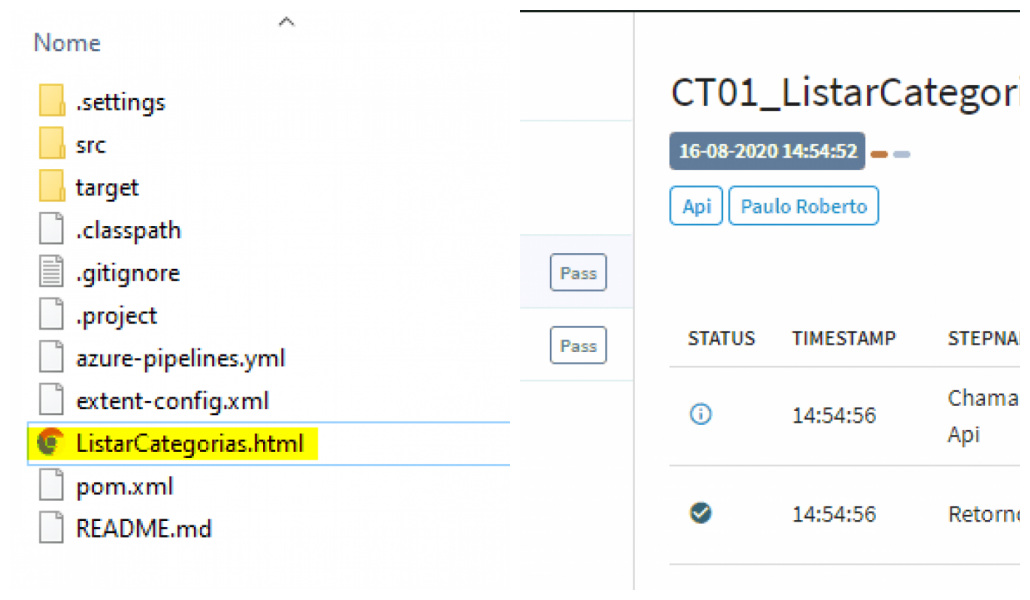 Nome
.settings
src
target
.classpath
.gitignore
.project
azure-pipelines.yml
extent-config.xml
ListarCategorias.html
pom.xml
README.md
Pass
Pass
CT01_ListarCategori
16-08-2020 14:54:52
Api Paulo Roberto
STATUS TIMESTAMP STEPNA
14:54:56 Chama
Api
14:54:56 Retorno